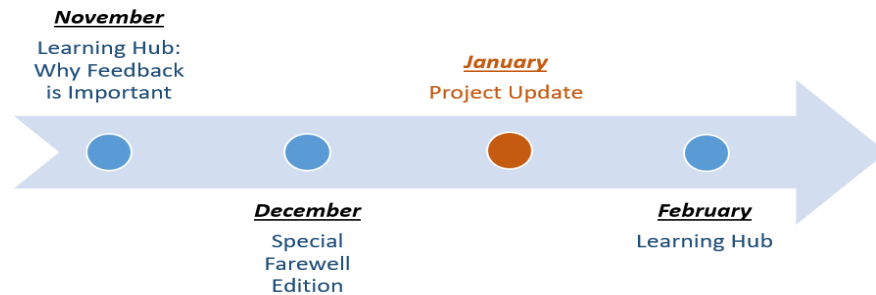 November
Learning Hub:
Why Feedback
is Important
December
Special
Farewell
Edition
January
Project Update
February
Learning Hub